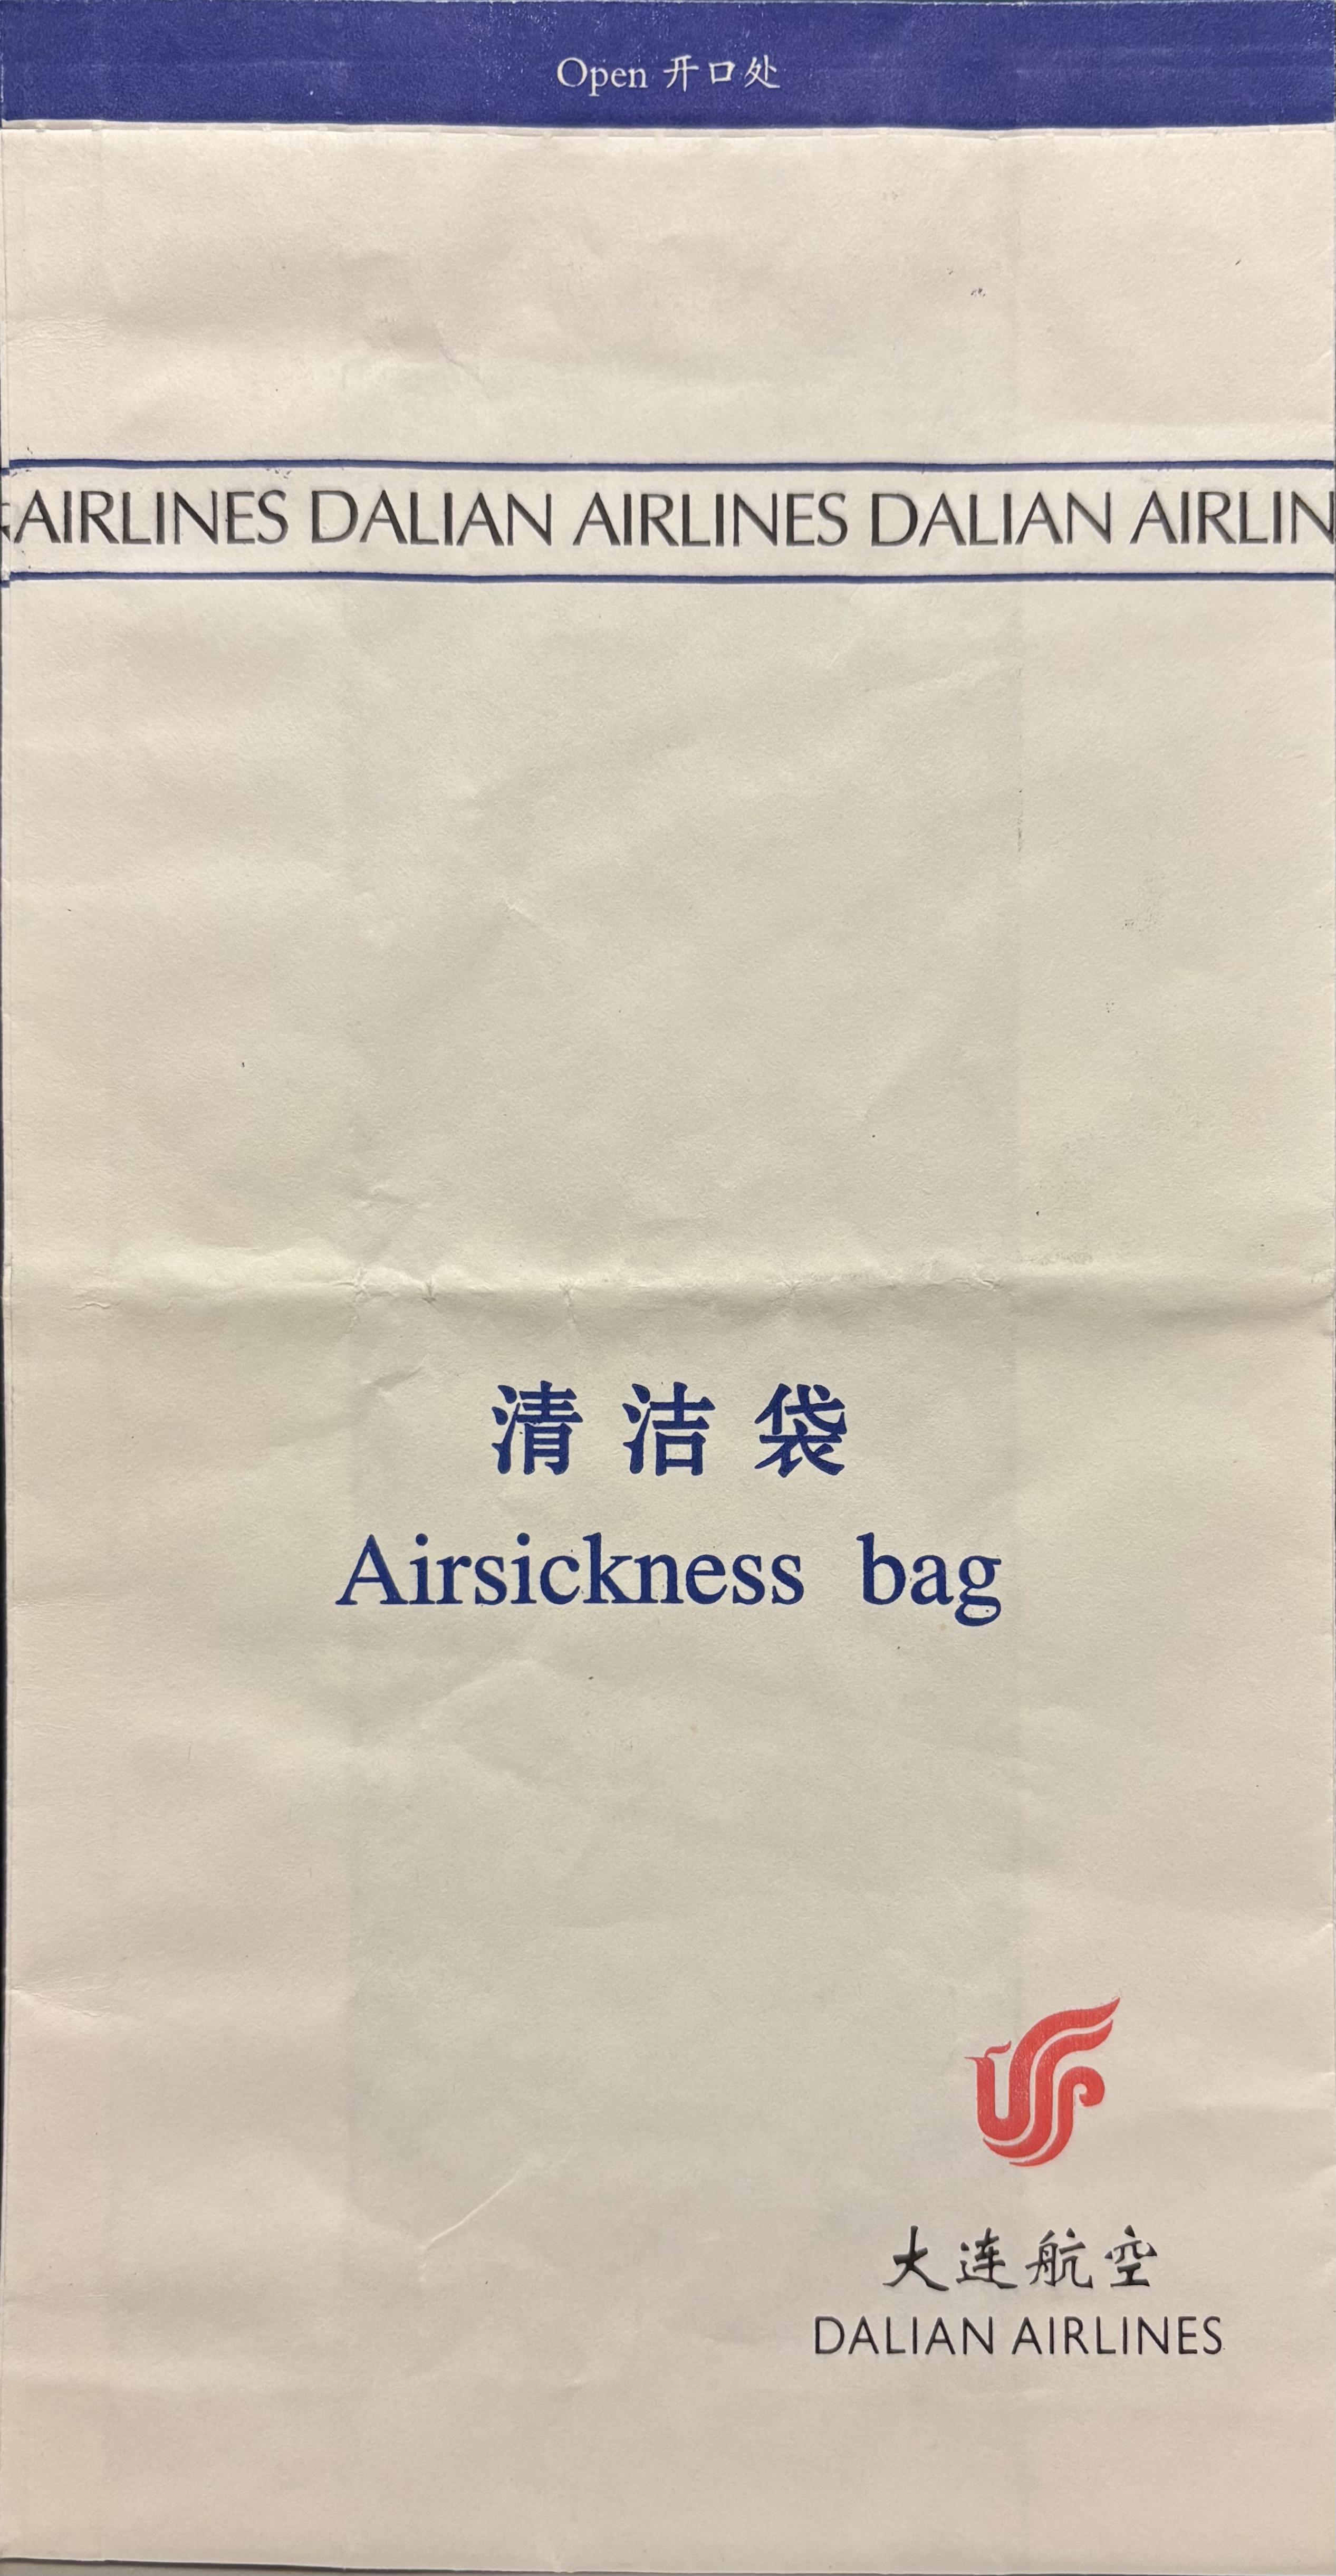 Open 开口处
AIRLINES DALIAN AIRLINES DALIAN AIRLIN
清洁袋
Airsickness bag
大连航空
DALIAN AIRLINES